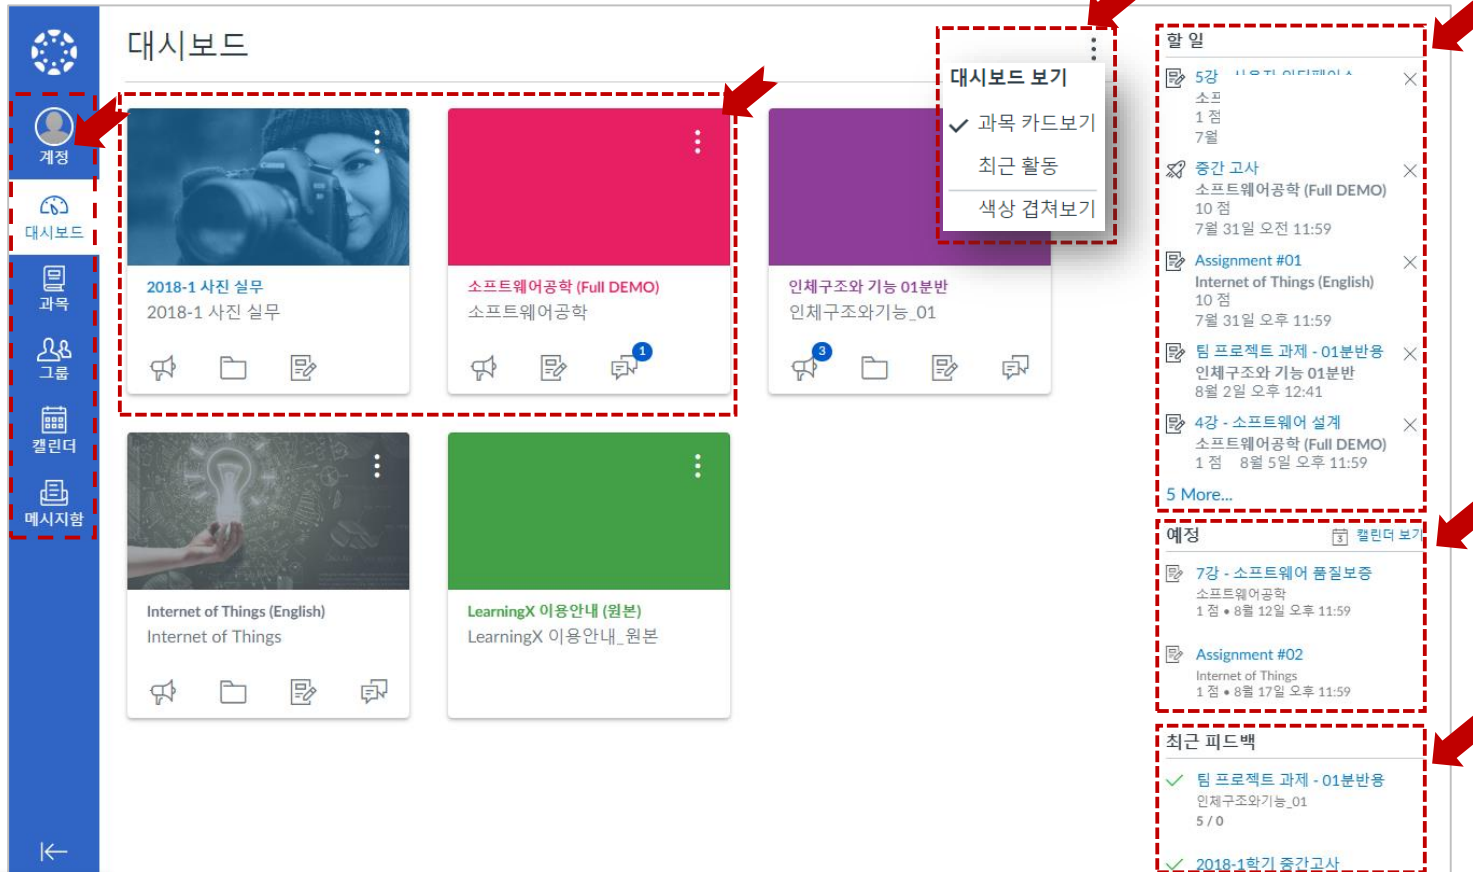 대시보드
계정
대시보드
과목
그룹
캘린더
메시지함
2018-1 사진 실무
2018-1 사진 실무
소프트웨어공학 (Full DEMO)
소프트웨어공학
1
인체구조와 기능 01분반
인체구조와기능_01
3
Internet of Things (English)
Internet of Things
LearningX 이용안내 (원본)
LearningX 이용안내_원본
대시보드 보기
과목 카드보기
최근 활동
색상 겹쳐보기
할 일
5강
1 점
7월
중간 고사
소프트웨어공학 (Full DEMO)
10 점
7월 31일 오전 11:59
Assignment #01
Internet of Things (English)
10 점
7월 31일 오후 11:59
팀 프로젝트 과제 - 01분반용
인체구조와 기능 01분반
8월 2일 오후 12:41
4강 - 소프트웨어 설계
소프트웨어공학 (Full DEMO)
1 점 8월 5일 오후 11:59
5 More...
예정
3 캘린더 보기
7강 - 소프트웨어 품질보증
소프트웨어공학
1 점 • 8월 12일 오후 11:59
Assignment #02
Internet of Things
1 점 • 8월 17일 오후 11:59
최근 피드백
팀 프로젝트 과제 - 01분반용
인체구조와기능_01
5 / 0
2018-1학기 중간고사